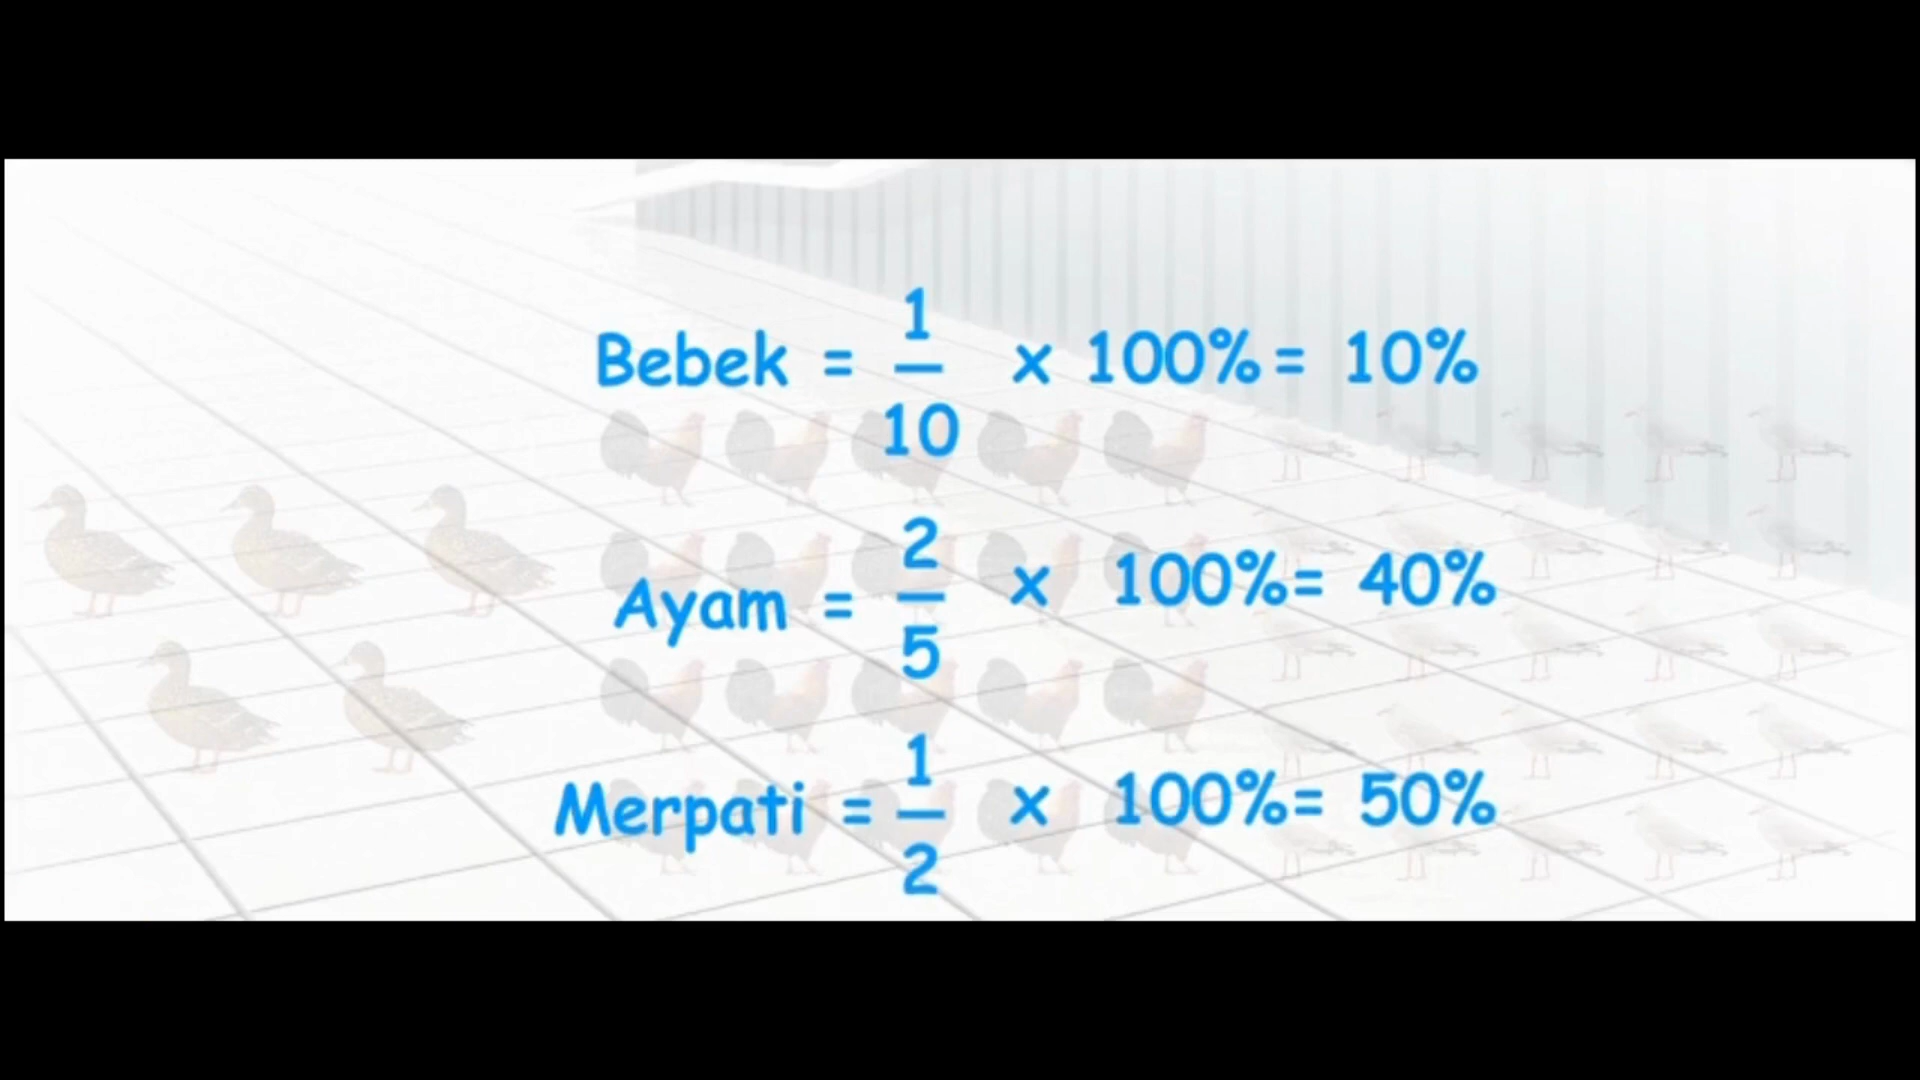 Bebek = 1/10 x 100% = 10%
Ayam = 2/5 x 100% = 40%
Merpati = 1/2 x 100% = 50%